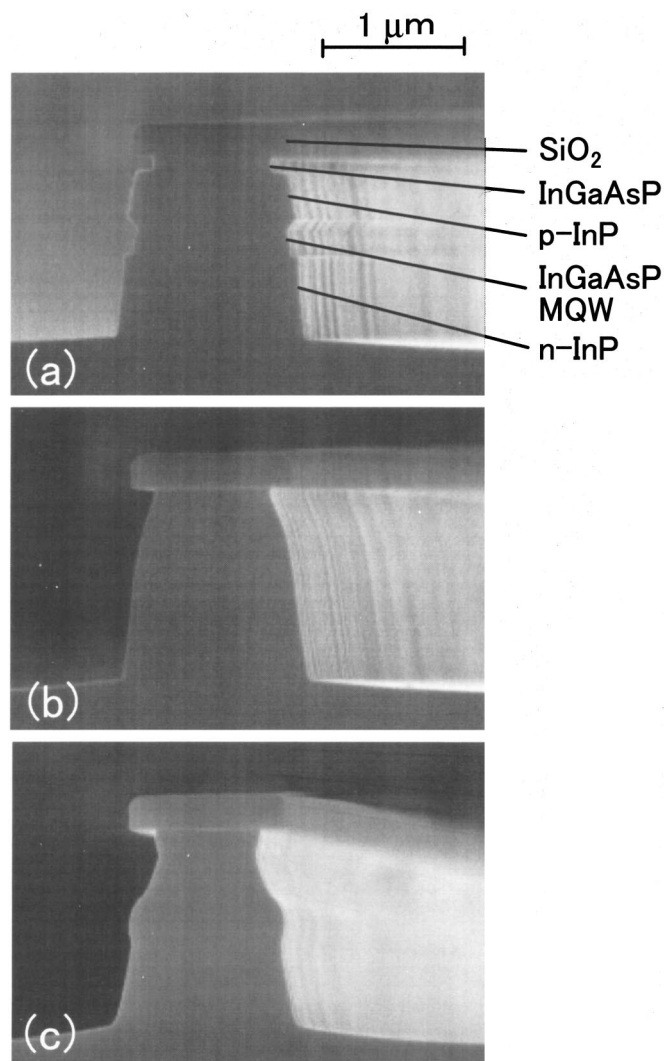 1 μm
SiO₂
InGaAsP
p-InP
InGaAsP
MQW
n-InP
(a)
(b)
(c)